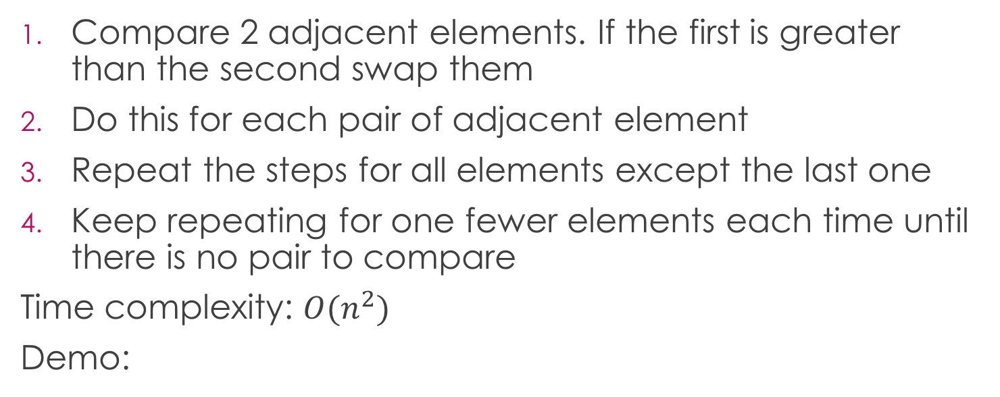 1. Compare 2 adjacent elements. If the first is greater
than the second swap them
2. Do this for each pair of adjacent element
3. Repeat the steps for all elements except the last one
4. Keep repeating for one fewer elements each time until
there is no pair to compare
Time complexity: O(n²)
Demo: